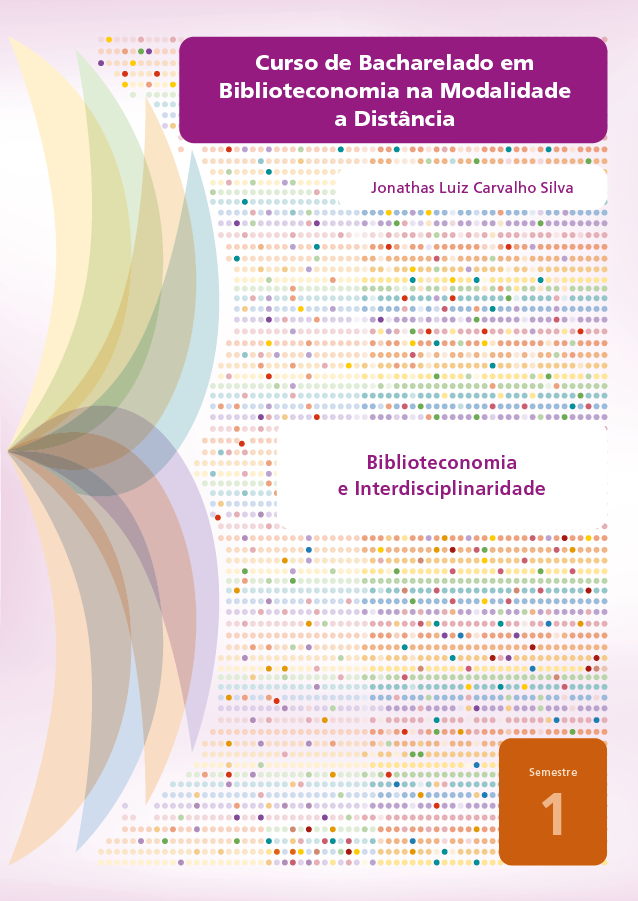 Curso de Bacharelado em
Biblioteconomia na Modalidade
a Distância
Jonathas Luiz Carvalho Silva
Biblioteconomia
e Interdisciplinaridade
Semestre
1